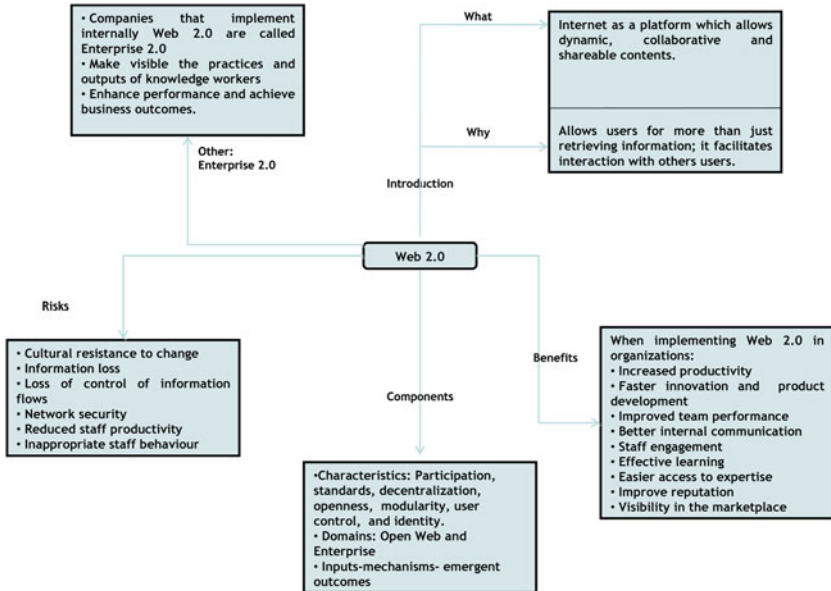 • Companies that implement
internally Web 2.0 are called
Enterprise 2.0
• Make visible the practices and
outputs of knowledge workers
• Enhance performance and achieve
business outcomes.
Other:
Enterprise 2.0
What
Internet as a platform which allows
dynamic, collaborative and
shareable contents.
Why
Allows users for more than just
retrieving information; it facilitates
interaction with others users.
Introduction
Web 2.0
Risks
• Cultural resistance to change
• Information loss
• Loss of control of information
flows
• Network security
• Reduced staff productivity
• Inappropriate staff behaviour
Components
•Characteristics: Participation,
standards, decentralization,
openness, modularity, user
control, and identity.
• Domains: Open Web and
Enterprise
• Inputs-mechanisms- emergent
outcomes
Benefits
When implementing Web 2.0 in
organizations:
• Increased productivity
• Faster innovation and product
development
• Improved team performance
• Better internal communication
• Staff engagement
• Effective learning
• Easier access to expertise
• Improve reputation
• Visibility in the marketplace